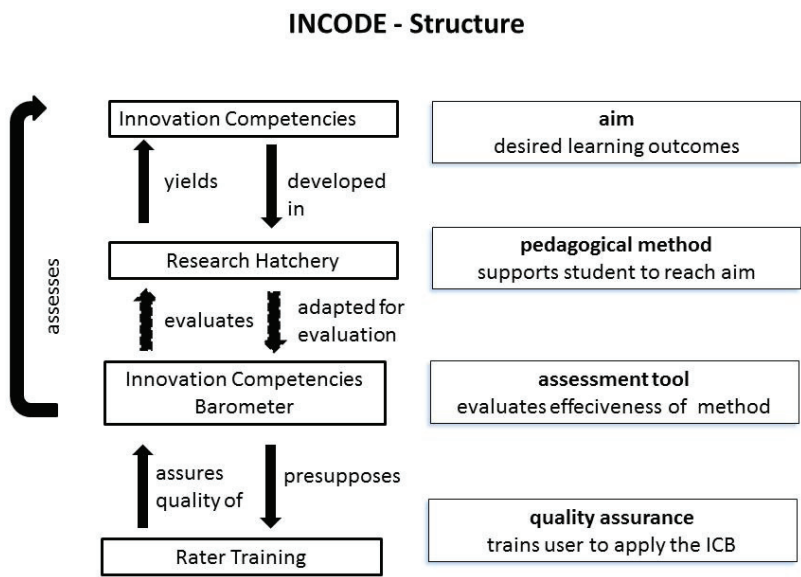 INCODE - Structure
Innovation Competencies
aim
desired learning outcomes
yields
developed
in
Research Hatchery
pedagogical method
supports student to reach aim
assesses
evaluates
adapted for
evaluation
Innovation Competencies
Barometer
assessment tool
evaluates effeciveness of method
assures
quality of
presupposes
Rater Training
quality assurance
trains user to apply the ICB